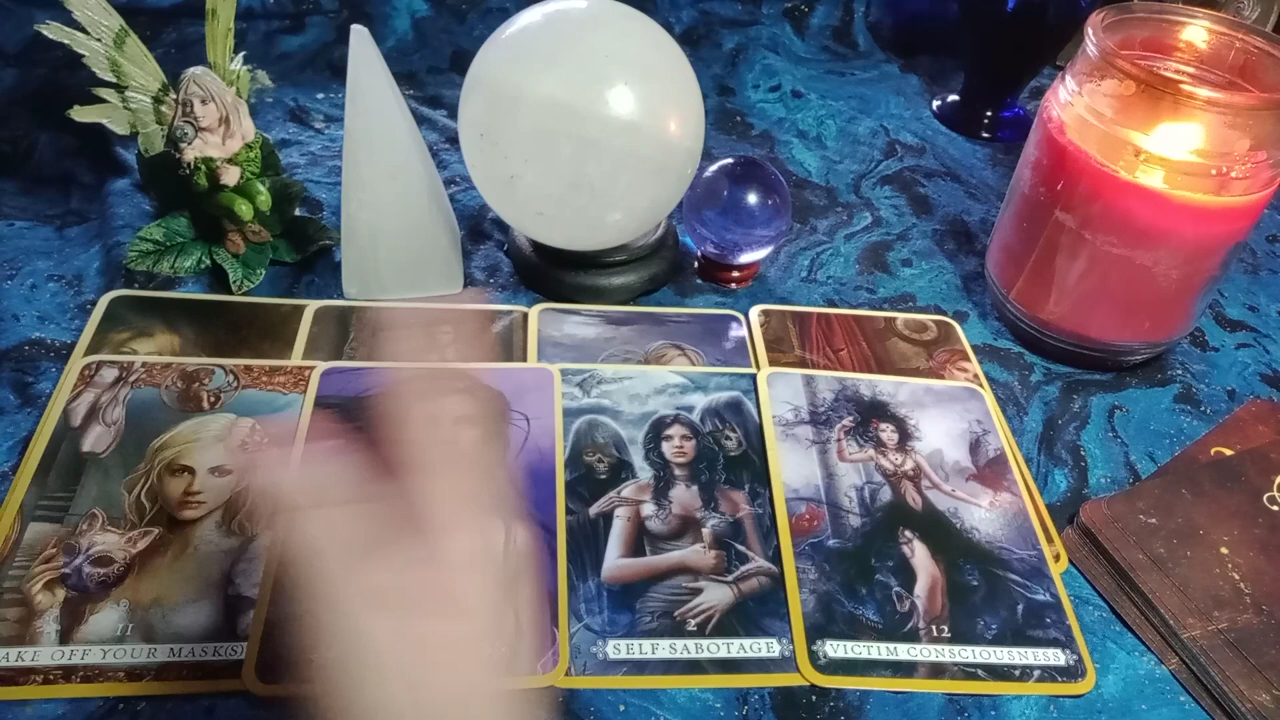 11
AKE OFF YOUR MASK(S)
2
SELF-SABOTAGE
12
VICTIM CONSCIOUSNESS